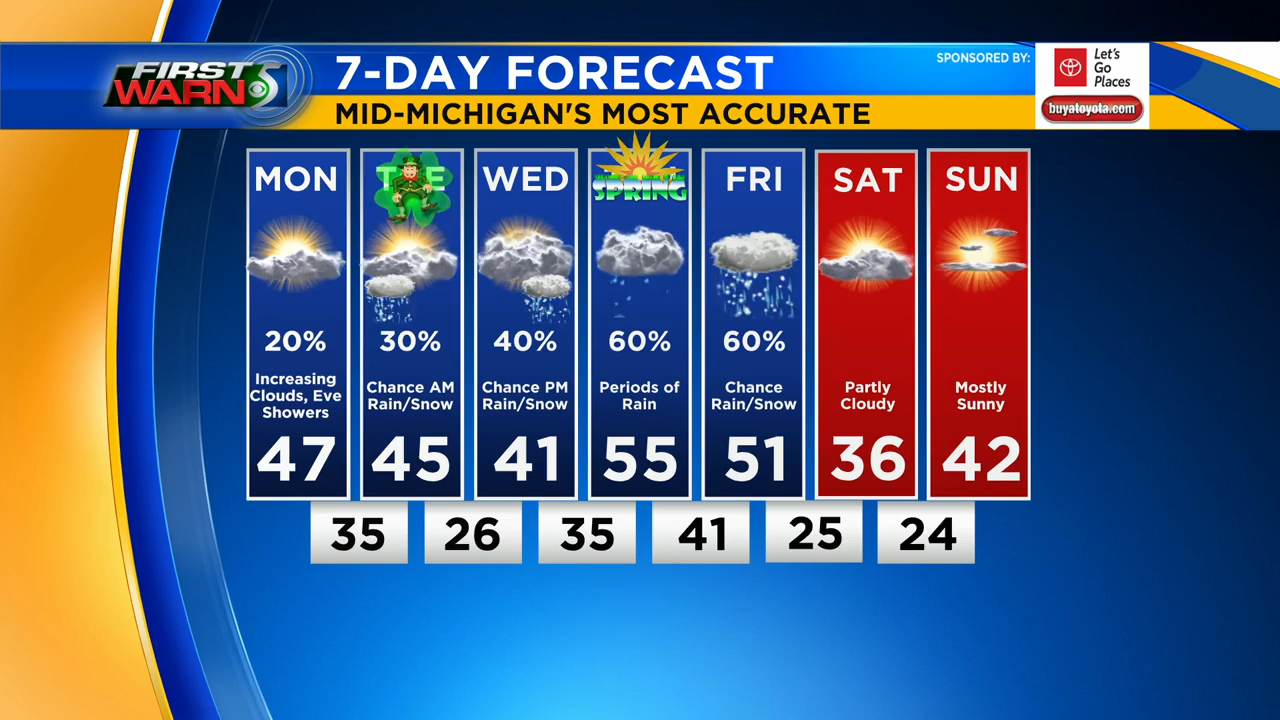 FIRST
WARN 5
7-DAY FORECAST
MID-MICHIGAN'S MOST ACCURATE
SPONSORED BY:
Let's
Go
Places
buyatoyota.com
MON
TUE
WED
SPRING
FRI
SAT
SUN
20%
30%
40%
60%
60%
Increasing
Clouds, Eve
Showers
Chance AM
Rain/Snow
Chance PM
Rain/Snow
Periods of
Rain
Chance
Rain/Snow
Partly
Cloudy
Mostly
Sunny
47
45
41
55
51
36
42
35
26
35
41
25
24